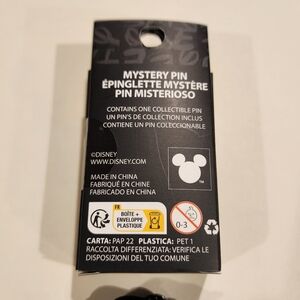 MYSTERY PIN
ÉPINGLETTE MYSTÈRE
PIN MISTERIOSO
CONTAINS ONE COLLECTIBLE PIN
UN PIN'S DE COLLECTION INCLUS
CONTIENE UN PIN COLECCIONABLE
©DISNEY
WWW.DISNEY.COM
MADE IN CHINA
FABRIQUÉ EN CHINE
FABRICADO EN CHINA
FR
BOÎTE +
ENVELOPPE
PLASTIQUE
0-3
CARTA: PAP 22 PLASTICA: PET 1
RACCOLTA DIFFERENZIATA: VERIFICA LE
DISPOSIZIONI DEL TUO COMUNE